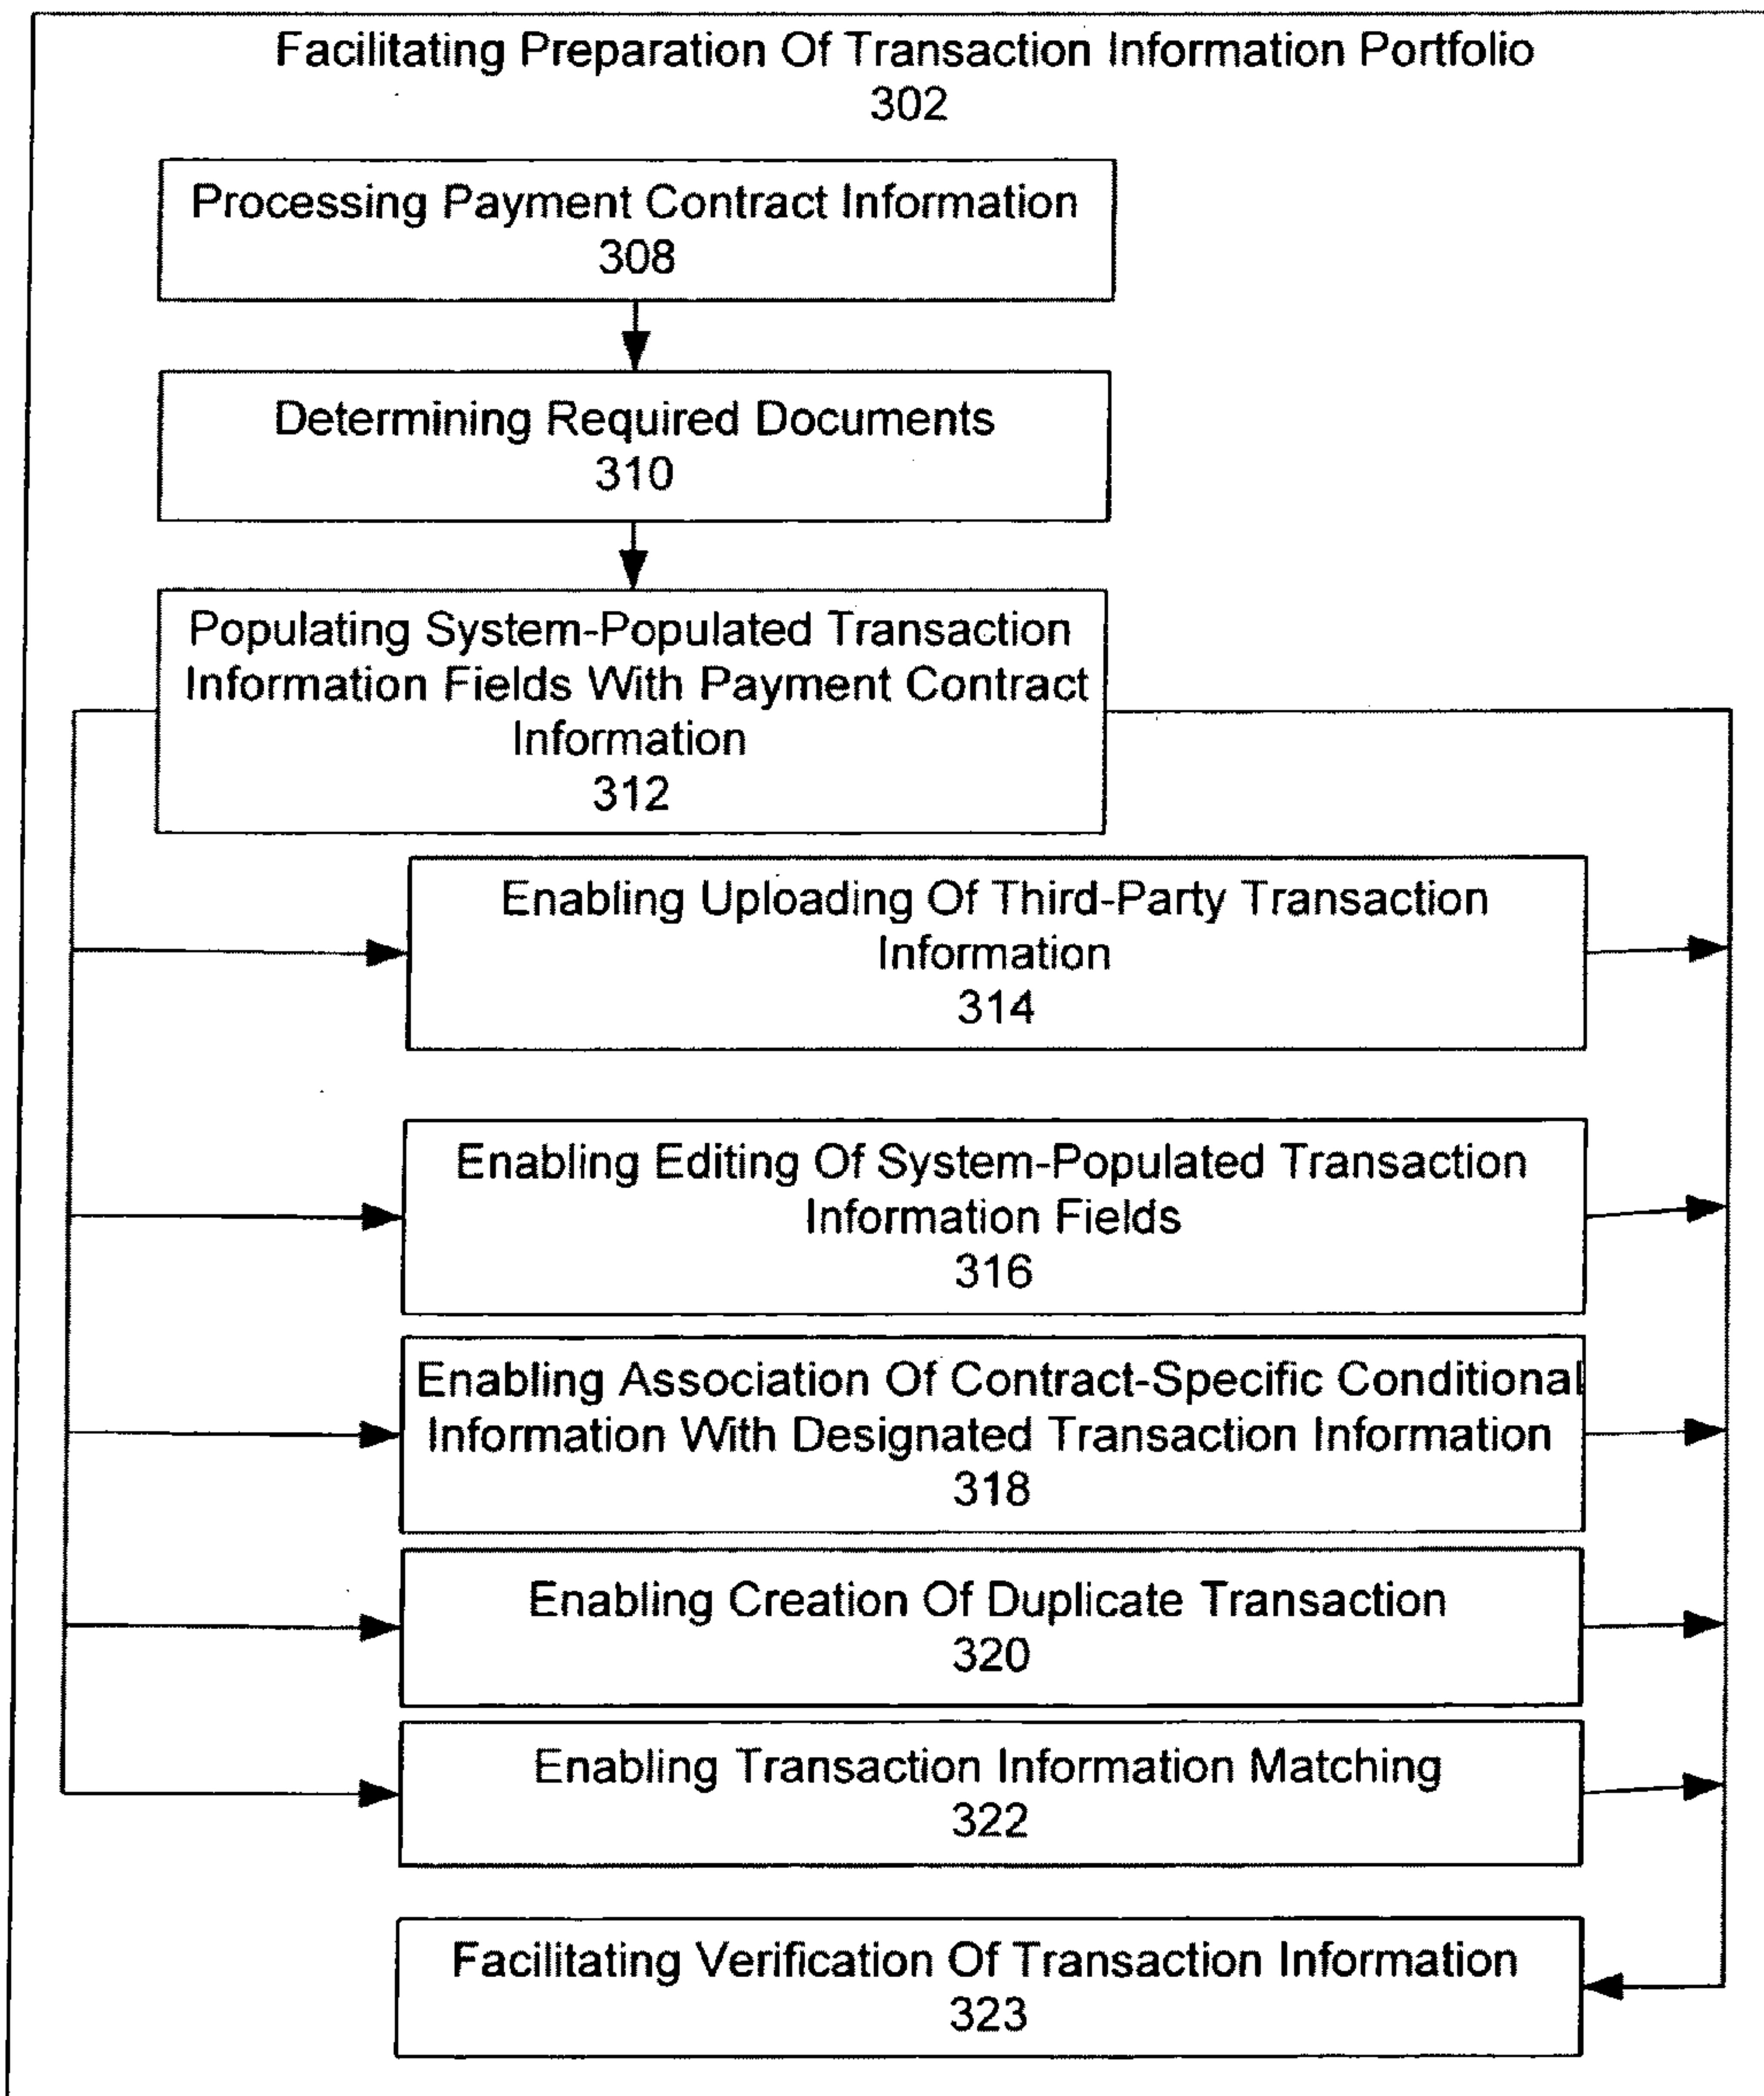 Facilitating Preparation Of Transaction Information Portfolio
302
Processing Payment Contract Information
308
Determining Required Documents
310
Populating System-Populated Transaction
Information Fields With Payment Contract
Information
312
Enabling Uploading Of Third-Party Transaction
Information
314
Enabling Editing Of System-Populated Transaction
Information Fields
316
Enabling Association Of Contract-Specific Conditional
Information With Designated Transaction Information
318
Enabling Creation Of Duplicate Transaction
320
Enabling Transaction Information Matching
322
Facilitating Verification Of Transaction Information
323